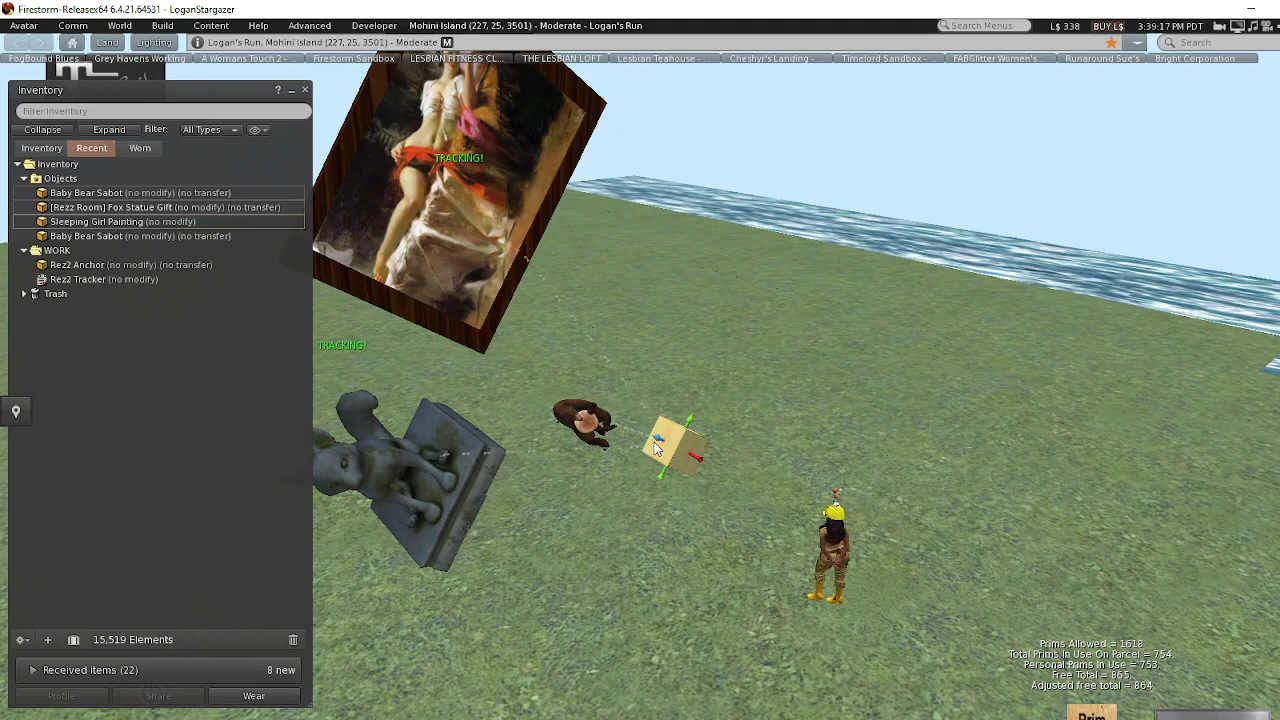 Firestorm-Releasex64 6.4.21.64531 - LoganStargazer
Avatar Comm World Build Content Help Advanced Developer Mohini Island (227, 25, 3501) - Moderate - Logan's Run Search Menus L$ 338 BUY L$ 3:39:17 PM PDT
Land Lighting Logan's Run, Mohini Island (227, 25, 3501) - Moderate M Search
FogBound Blues Grey Havens Working A Womans Touch 2 -... Firestorm Sandbox LESBIAN FITNESS CL... THE LESBIAN LOFT Lesbian Teahouse -... Cheshyr's Landing -... Timelord Sandbox -... FABGlitter Women's... Runaround Sue's Bright Corporation
Inventory ?
Filter Inventory
Collapse Expand Filter: All Types
Inventory Recent Worn
Inventory
Objects
Baby Bear Sabot (no modify) (no transfer)
[Rezz Room] Fox Statue Gift (no modify) (no transfer)
Sleeping Girl Painting (no modify)
Baby Bear Sabot (no modify) (no transfer)
WORK
Rez2 Anchor (no modify) (no transfer)
Rez2 Tracker (no modify)
Trash
TRACKING!
TRACKING!
15,519 Elements
Received items (22) 8 new
Profile Share Wear
Prims Allowed = 1618
Total Prims In Use On Parcel = 754.
Personal Prims In Use = 753.
Free Total = 865.
Adjusted free total = 864.
Prim